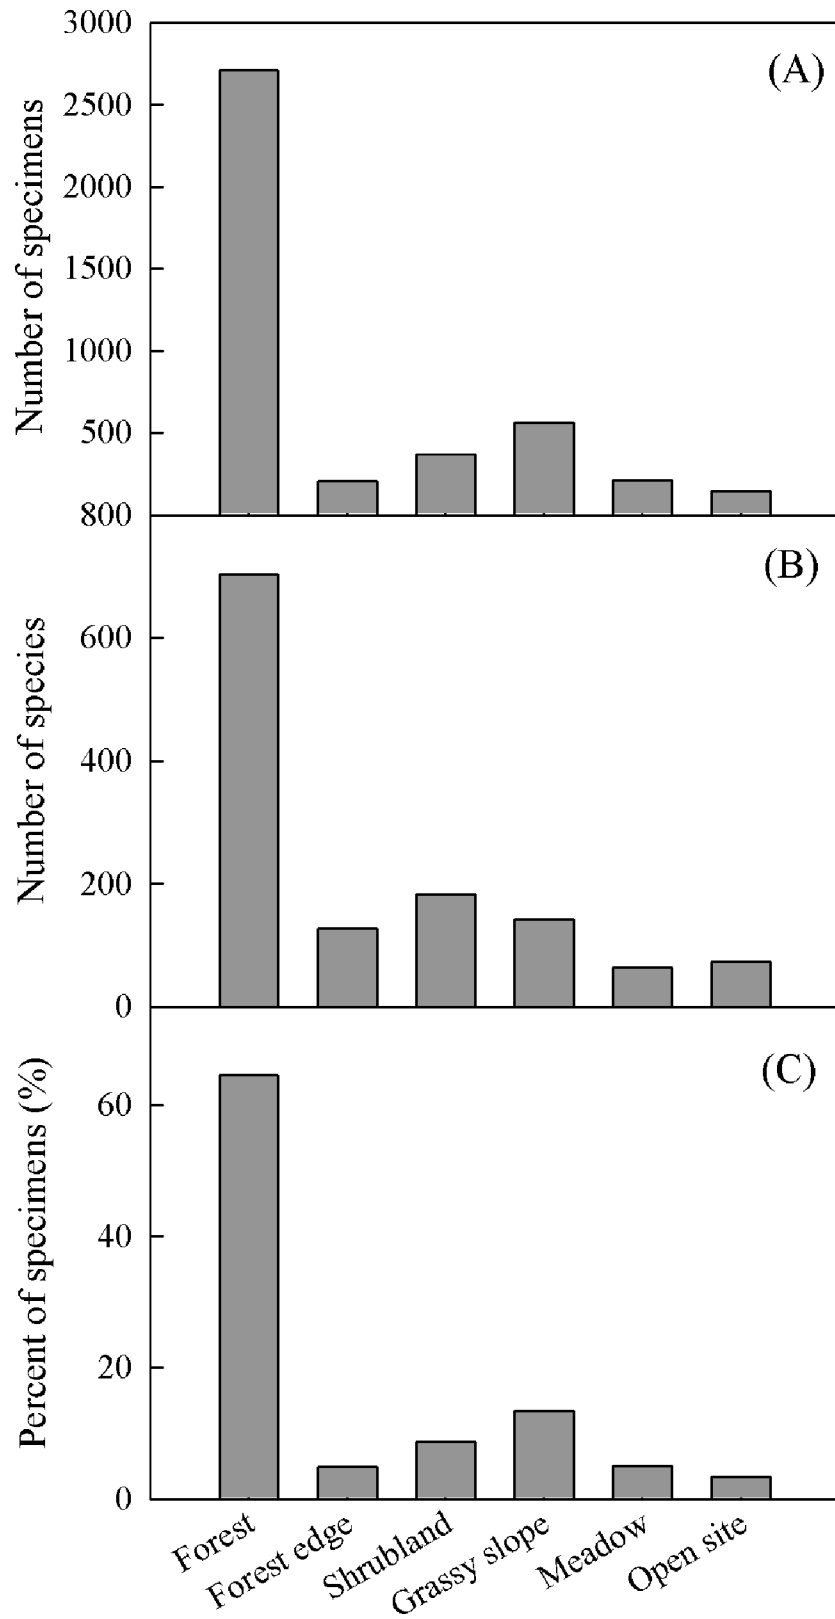 3000
(A)
2500
2000
1500
1000
500
Number of specimens
800
(B)
600
400
200
0
Number of species
(C)
60
40
20
0
Percent of specimens (%)
Forest
Forest edge
Shrubland
Grassy slope
Meadow
Open site